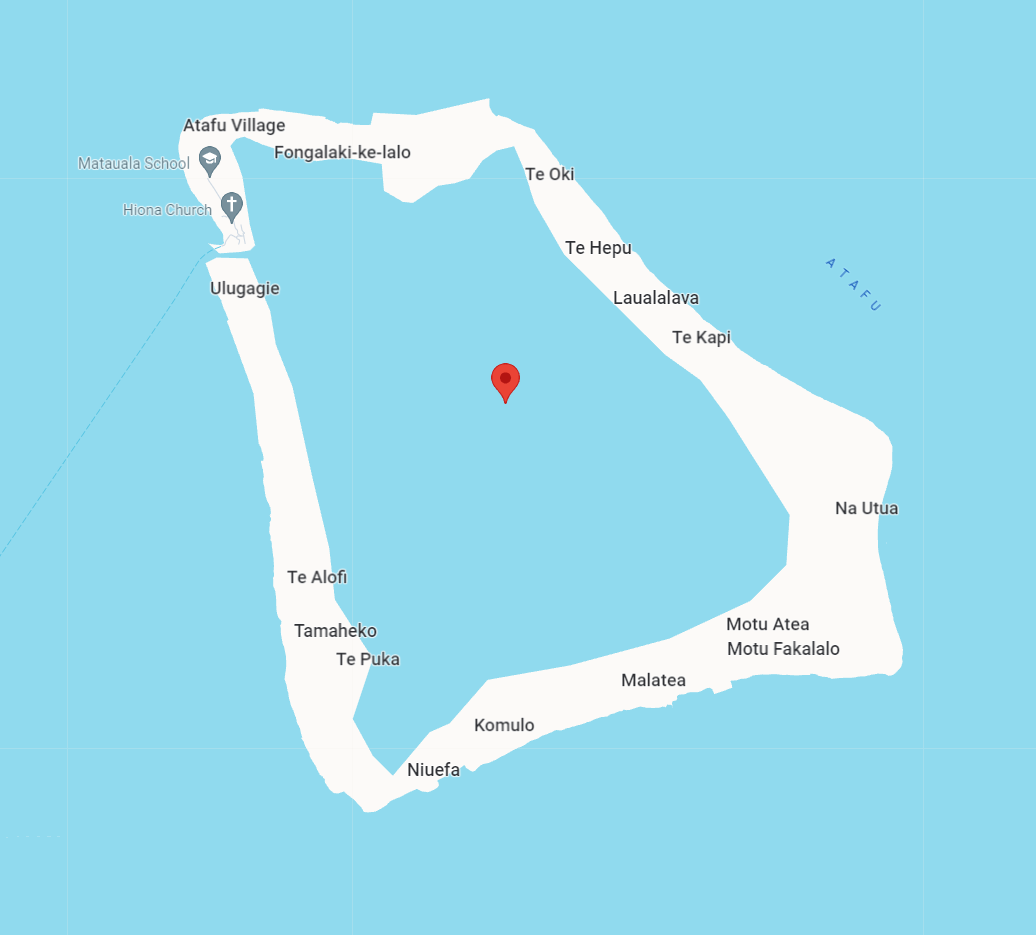 Atafu Village
Fongalaki-ke-lalo
Matauala School
Te Oki
Hiona Church
Te Hepu
ATAFU
Ulugagie
Laualalava
Te Kapi
Na Utua
Te Alofi
Motu Atea
Tamaheko
Motu Fakalalo
Te Puka
Malatea
Komulo
Niuefa